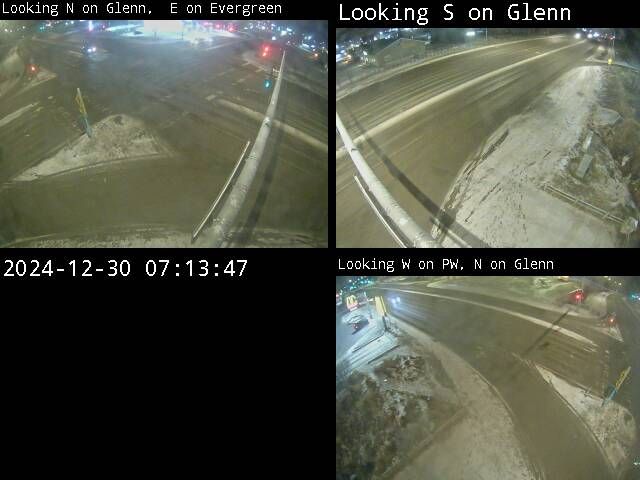 Looking N on Glenn,  E on Evergreen
Looking S on Glenn
2024-12-30 07:13:47
Looking W on PW, N on Glenn